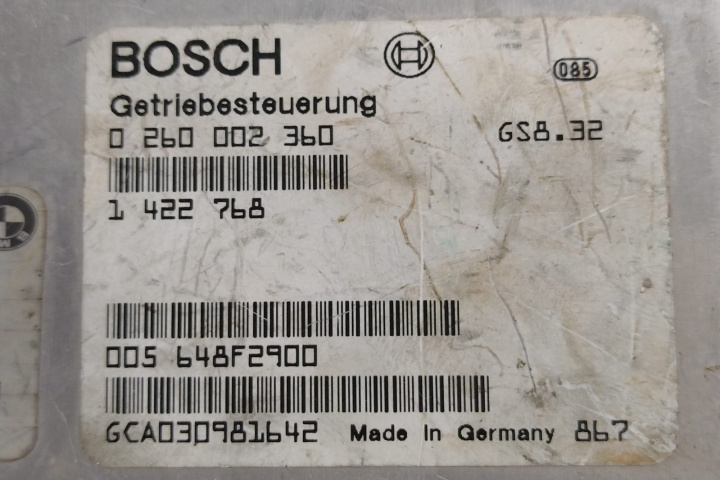 BOSCH
085
Getriebesteuerung
0 260 002 360 GS8.32
1 422 768
005 648F2900
GCA030981642 Made In Germany 867